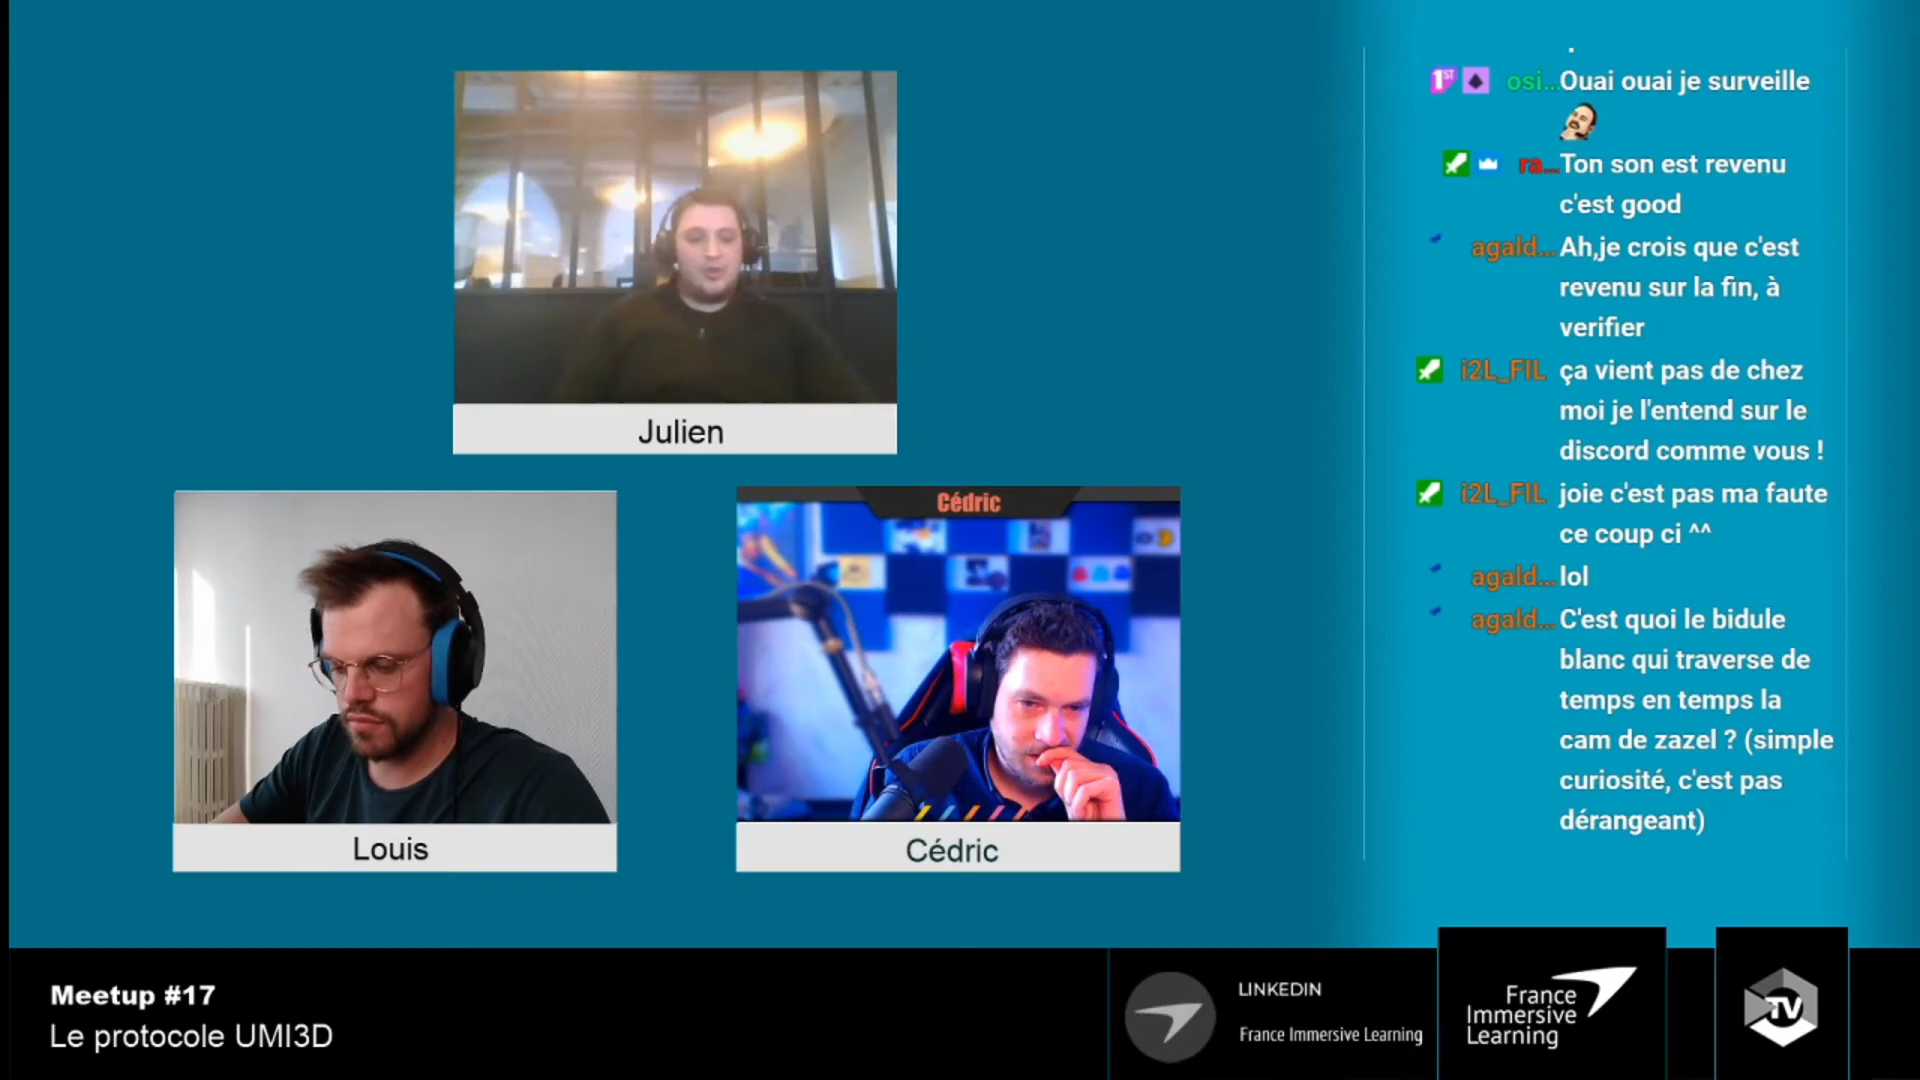 Julien
Louis
Cédric
Cédric
1ST osi...Ouai ouai je surveille
ra...Ton son est revenu
c'est good
agald...Ah,je crois que c'est
revenu sur la fin, à
verifier
i2L_FIL ça vient pas de chez
moi je l'entend sur le
discord comme vous !
i2L_FIL joie c'est pas ma faute
ce coup ci ^^
agald...lol
agald...C'est quoi le bidule
blanc qui traverse de
temps en temps la
cam de zazel ? (simple
curiosité, c'est pas
dérangeant)
Meetup #17
Le protocole UMI3D
LINKEDIN
France Immersive Learning
France
Immersive
Learning
TV